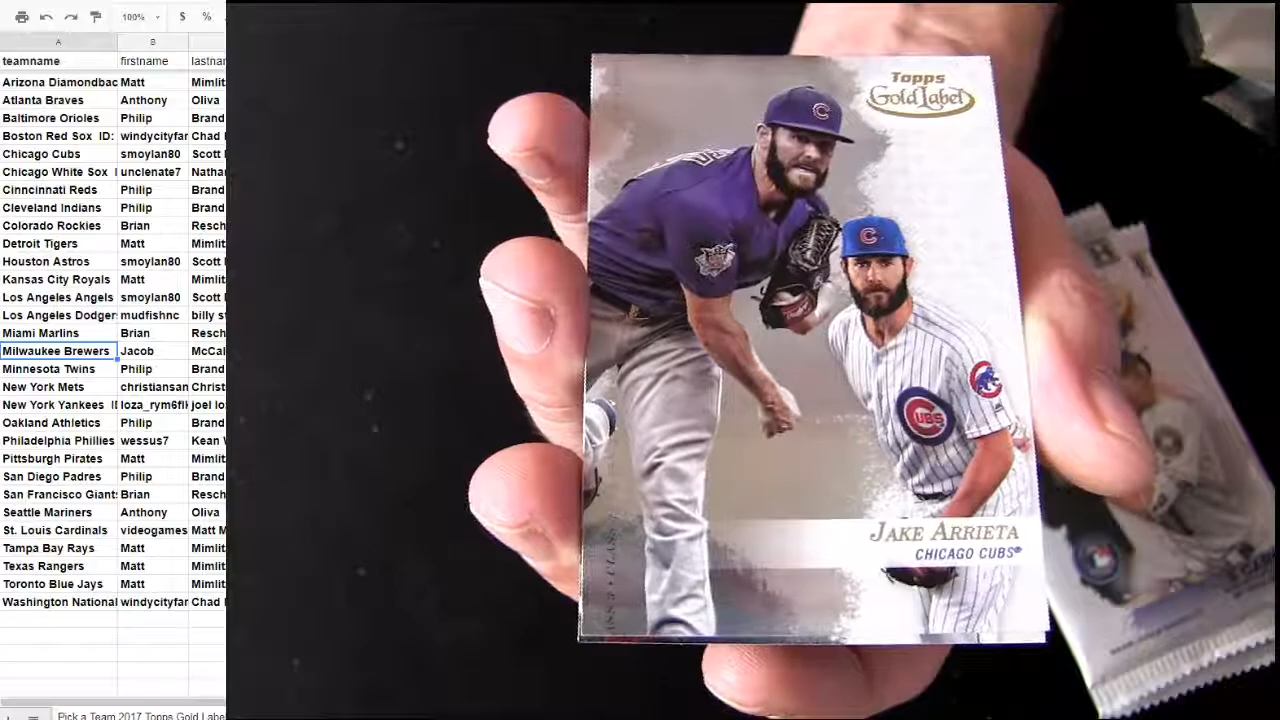 100%
$ %
A B
teamname firstname lastnam
Arizona Diamondbac Matt Mimlit
Atlanta Braves Anthony Oliva
Baltimore Orioles Philip Brand
Boston Red Sox ID: windycityfar Chad
Chicago Cubs smoylan80 Scott
Chicago White Sox I unclenate7 Natha
Cinncinnati Reds Philip Brand
Cleveland Indians Philip Brand
Colorado Rockies Brian Resch
Detroit Tigers Matt Mimlit
Houston Astros smoylan80 Scott
Kansas City Royals Matt Mimlit
Los Angeles Angels smoylan80 Scott
Los Angeles Dodger mudfishnc billy s
Miami Marlins Brian Resch
Milwaukee Brewers Jacob McCal
Minnesota Twins Philip Brand
New York Mets christiansan Christ
New York Yankees loza_rym6fli joel lo
Oakland Athletics Philip Brand
Philadelphia Phillies wessus7 Kean
Pittsburgh Pirates Matt Mimlit
San Diego Padres Philip Brand
San Francisco Giants Brian Resch
Seattle Mariners Anthony Oliva
St. Louis Cardinals videogames Matt M
Tampa Bay Rays Matt Mimlit
Texas Rangers Matt Mimlit
Toronto Blue Jays Matt Mimlit
Washington National windycityfar Chad
Pick a Team 2017 Topps Gold Labe
Topps
Gold Label
C
C
CUBS
JAKE ARRIETA
CHICAGO CUBS®